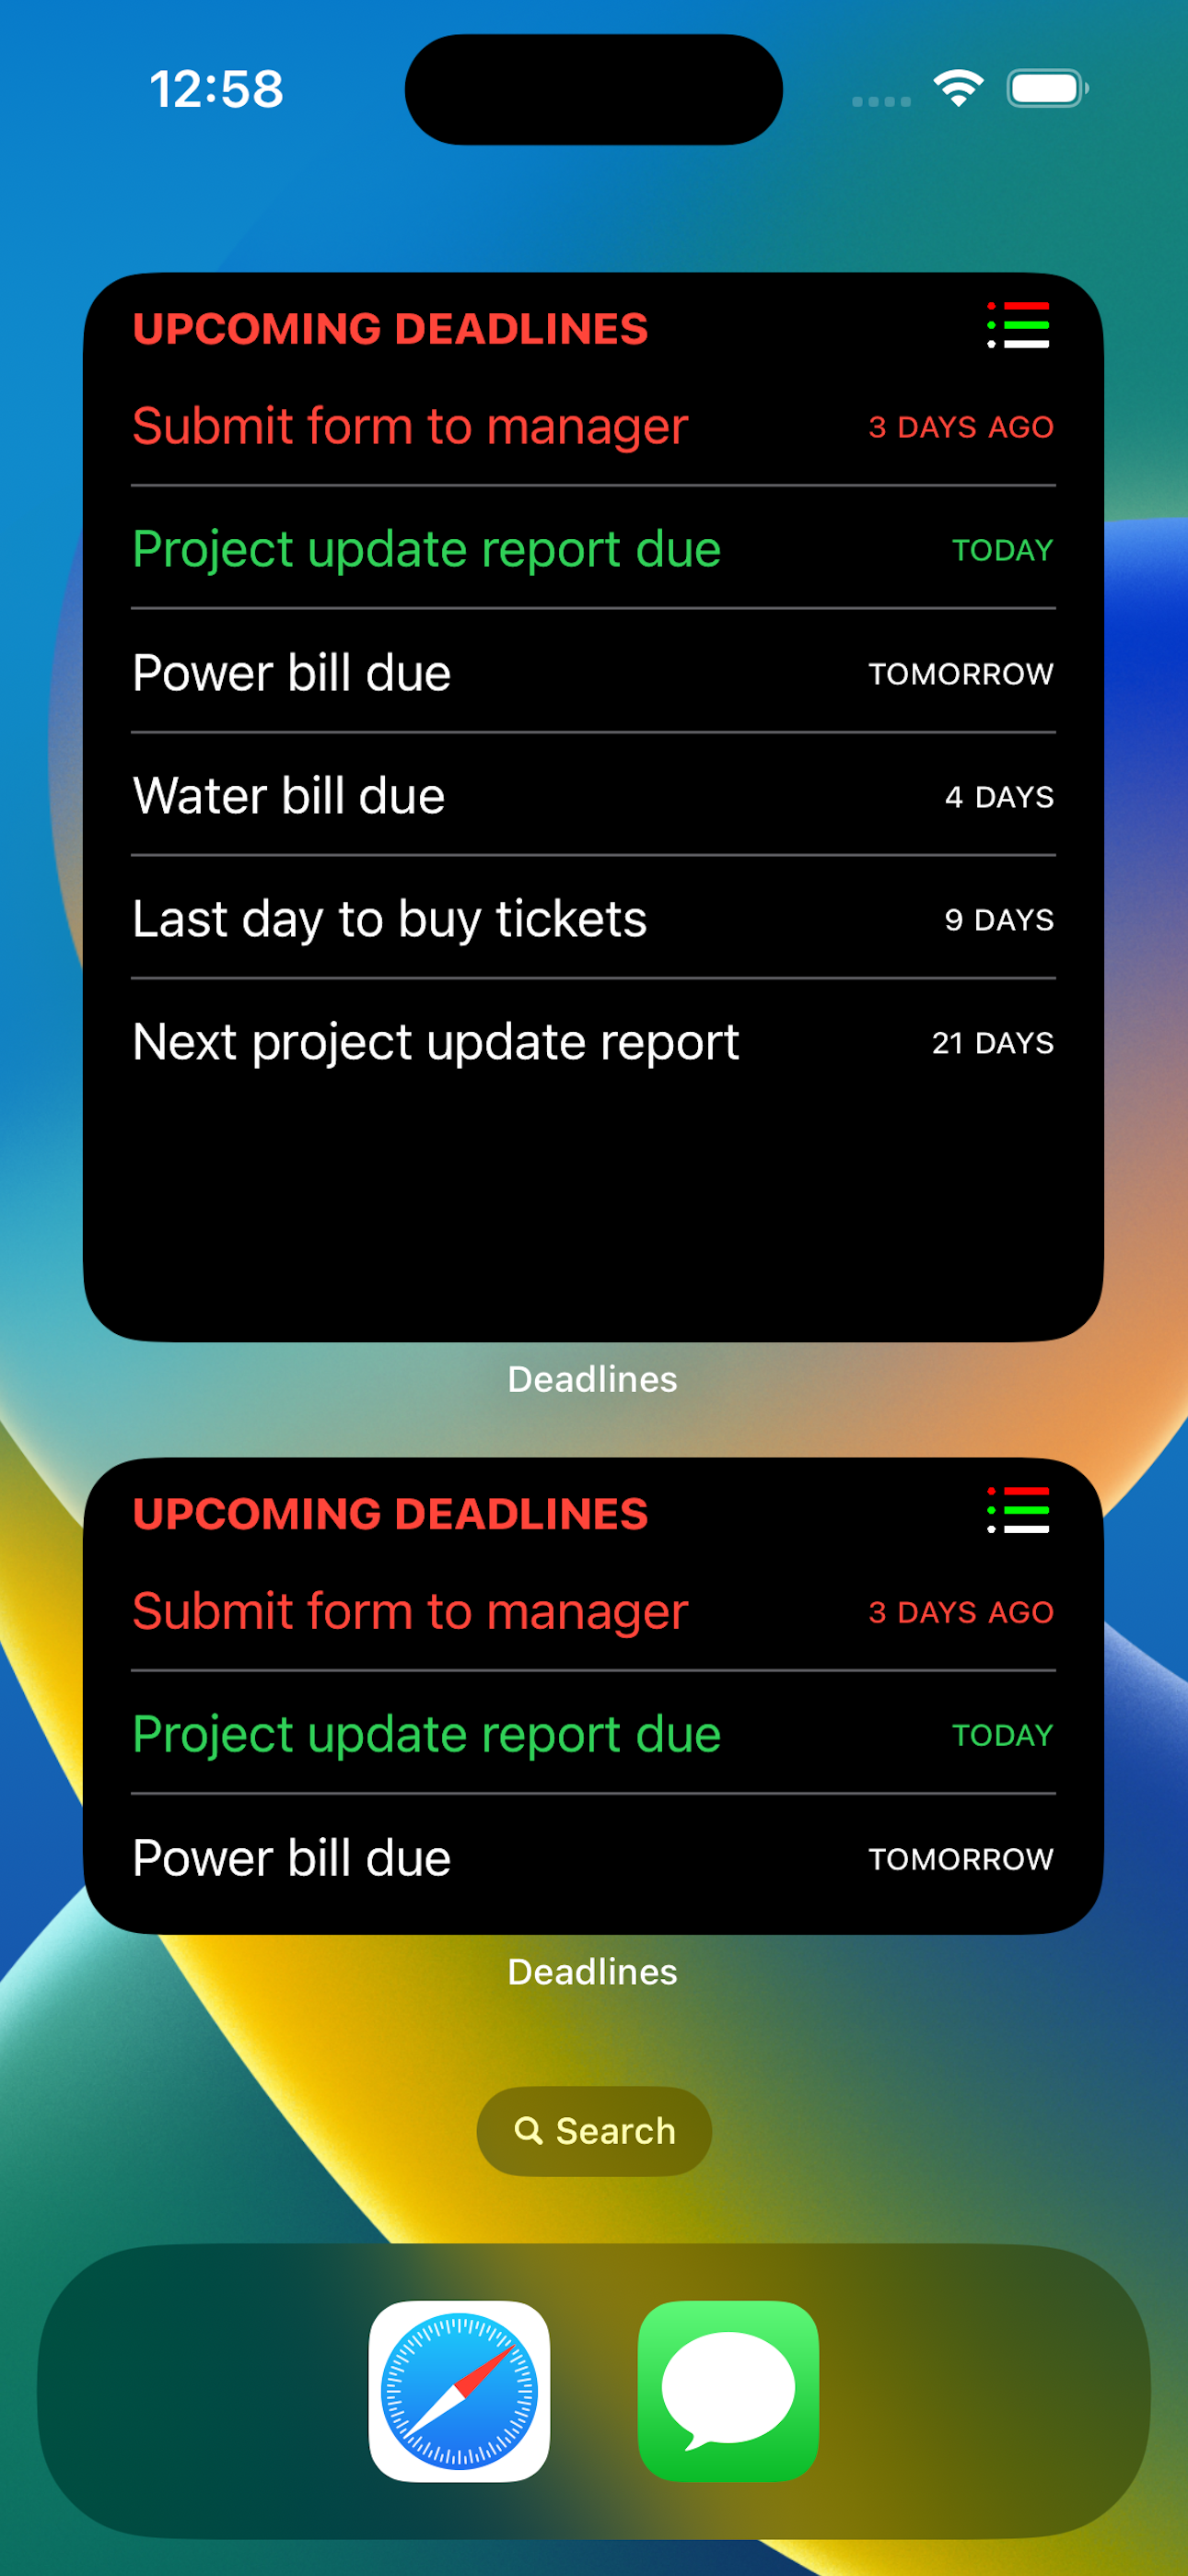 12:58
UPCOMING DEADLINES
Submit form to manager 3 DAYS AGO
Project update report due TODAY
Power bill due TOMORROW
Water bill due 4 DAYS
Last day to buy tickets 9 DAYS
Next project update report 21 DAYS
Deadlines
UPCOMING DEADLINES
Submit form to manager 3 DAYS AGO
Project update report due TODAY
Power bill due TOMORROW
Deadlines
Search